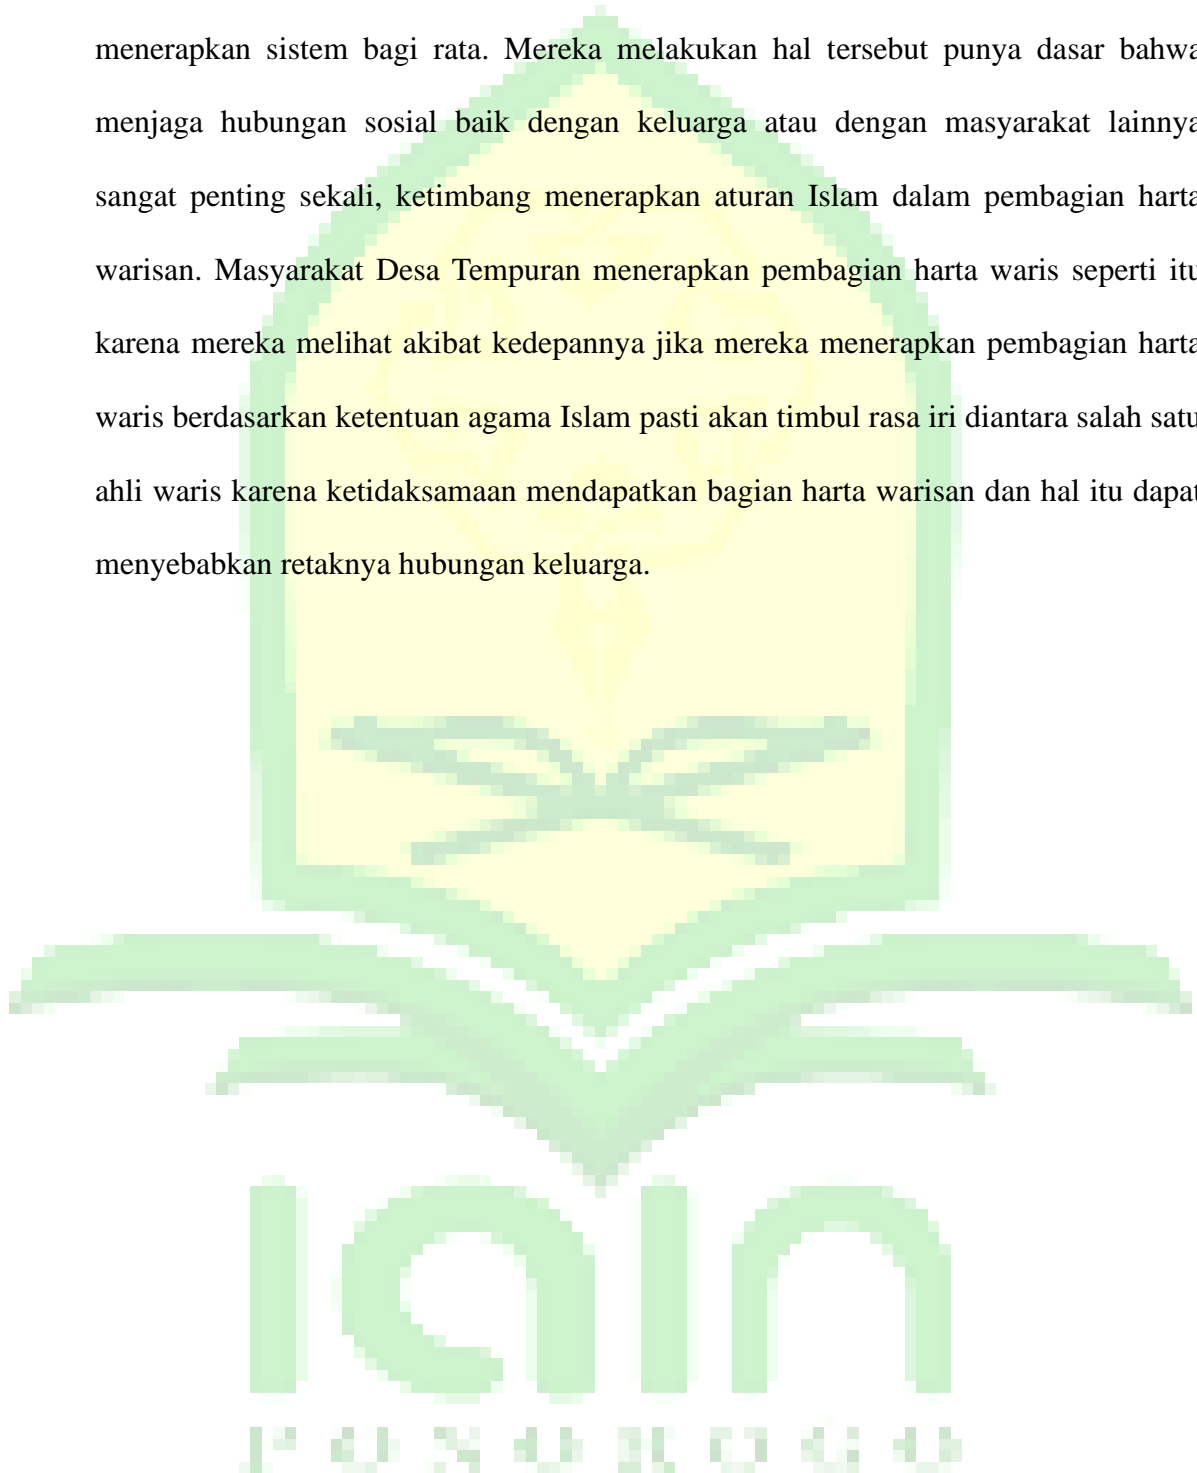 menerapkan sistem bagi rata. Mereka melakukan hal tersebut punya dasar bahwa
menjaga hubungan sosial baik dengan keluarga atau dengan masyarakat lainnya
sangat penting sekali, ketimbang menerapkan aturan Islam dalam pembagian harta
warisan. Masyarakat Desa Tempuran menerapkan pembagian harta waris seperti itu
karena mereka melihat akibat kedepannya jika mereka menerapkan pembagian harta
waris berdasarkan ketentuan agama Islam pasti akan timbul rasa iri diantara salah satu
ahli waris karena ketidaksamaan mendapatkan bagian harta warisan dan hal itu dapat
menyebabkan retaknya hubungan keluarga.
iain
PONOROGO